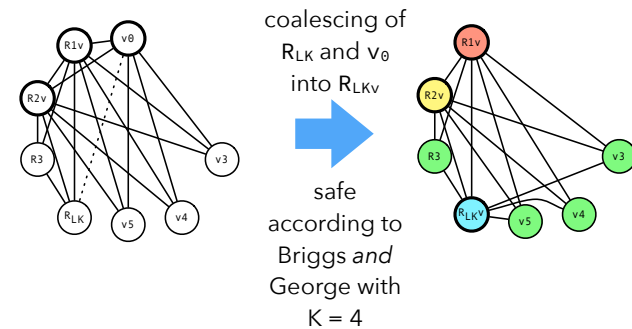 R1v
v0
R2v
R3
v3
RLK
v5
v4
coalescing of
RLK and v0
into RLKv
safe
according to
Briggs and
George with
K = 4
R1v
R2v
R3
v3
RLKv
v5
v4